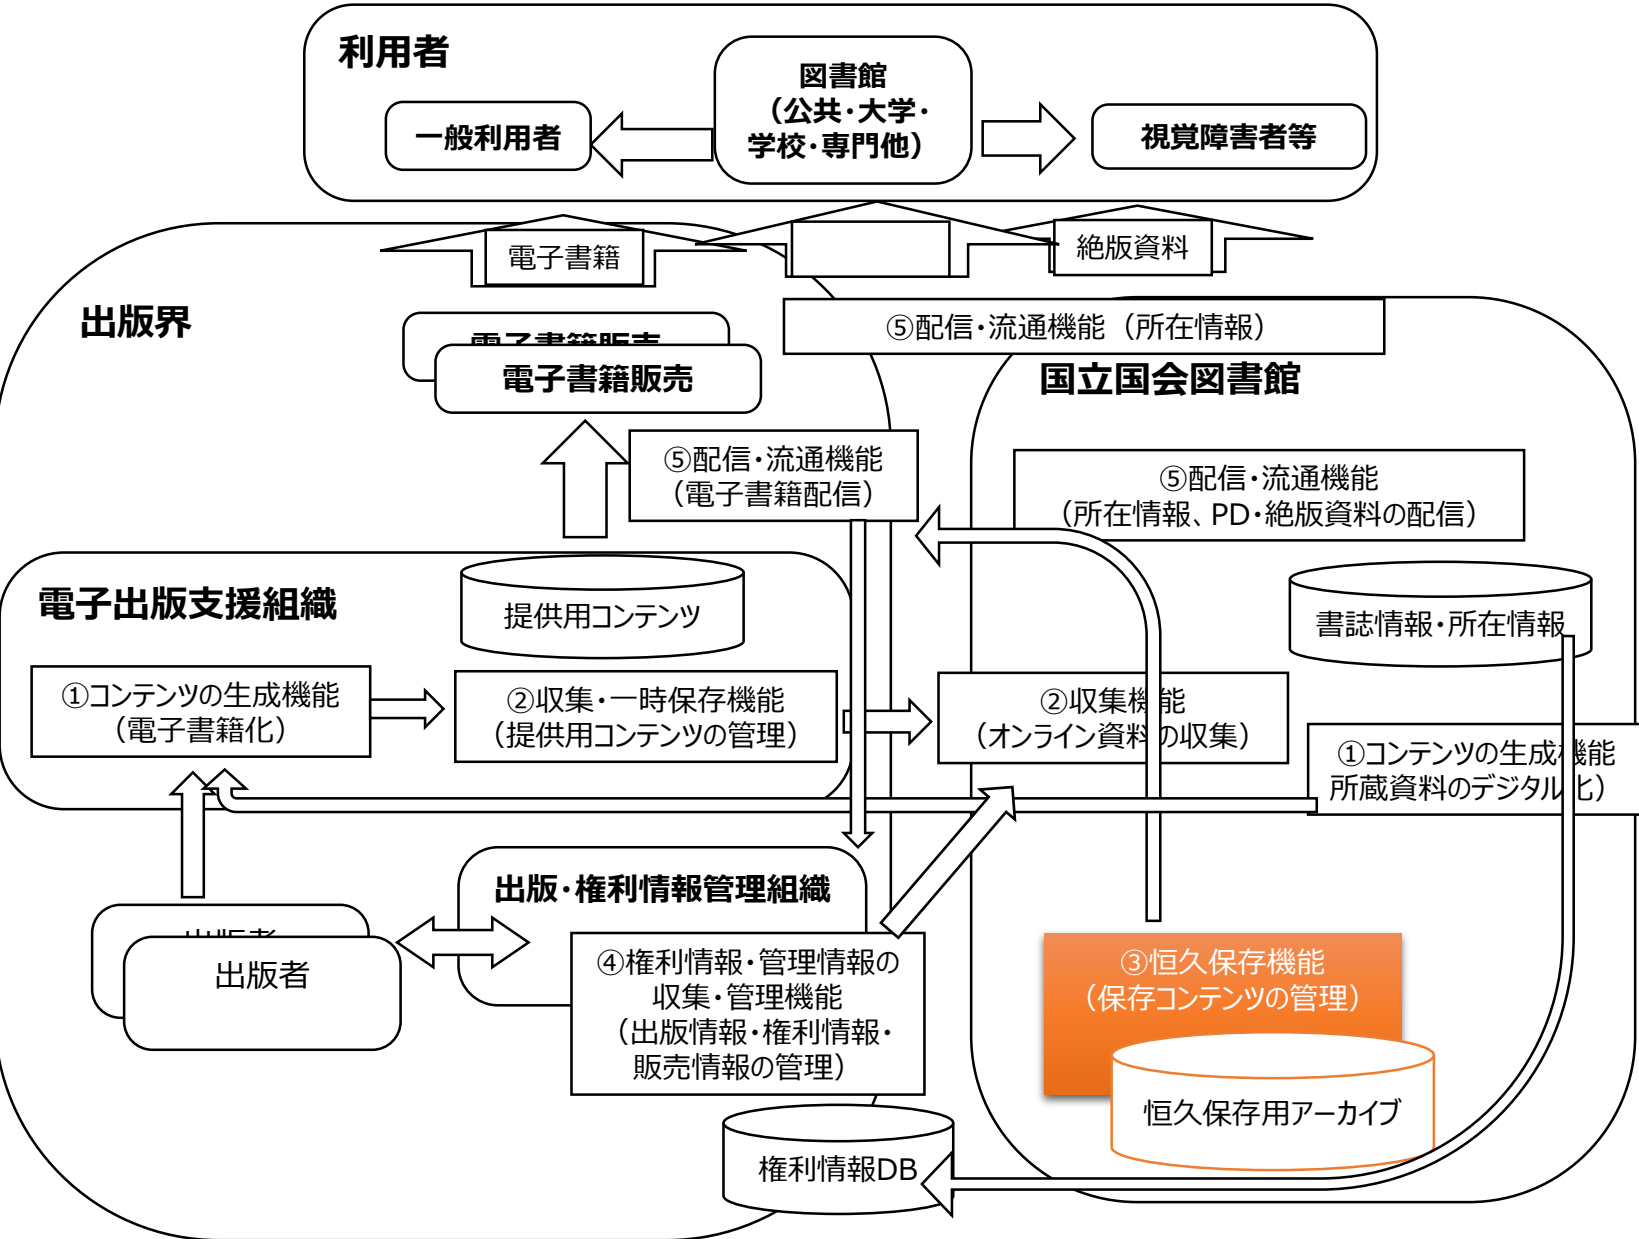 利用者
図書館
（公共・大学・
学校・専門他）
一般利用者
視覚障害者等
電子書籍
絶版資料
出版界
⑤配信・流通機能（所在情報）
電子書籍販売
電子書籍販売
国立国会図書館
⑤配信・流通機能
（電子書籍配信）
⑤配信・流通機能
（所在情報、PD・絶版資料の配信）
電子出版支援組織
提供用コンテンツ
書誌情報・所在情報
①コンテンツの生成機能
（電子書籍化）
②収集・一時保存機能
（提供用コンテンツの管理）
②収集機能
（オンライン資料の収集）
①コンテンツの生成機能
所蔵資料のデジタル化）
出版・権利情報管理組織
出版者
出版者
④権利情報・管理情報の
収集・管理機能
（出版情報・権利情報・
販売情報の管理）
③恒久保存機能
（保存コンテンツの管理）
恒久保存用アーカイブ
権利情報DB